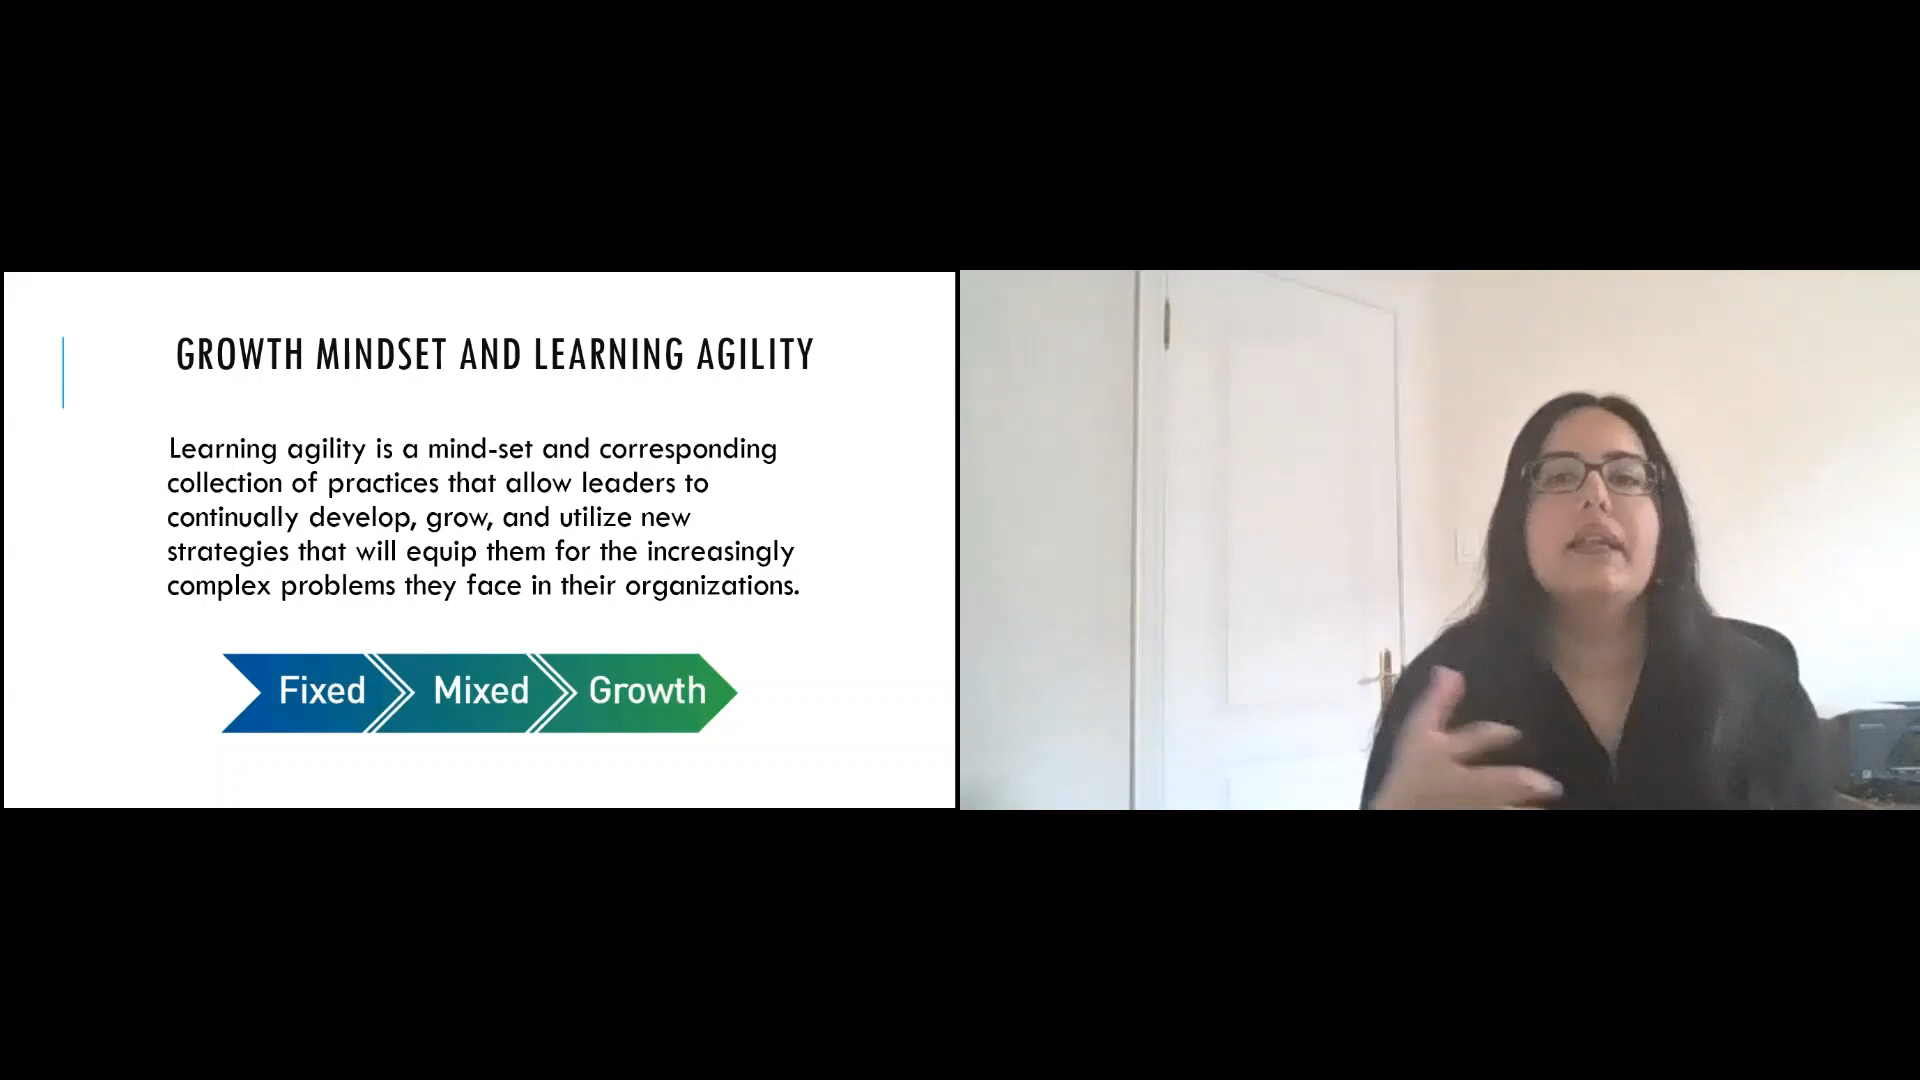 GROWTH MINDSET AND LEARNING AGILITY
Learning agility is a mind-set and corresponding
collection of practices that allow leaders to
continually develop, grow, and utilize new
strategies that will equip them for the increasingly
complex problems they face in their organizations.
Fixed Mixed Growth